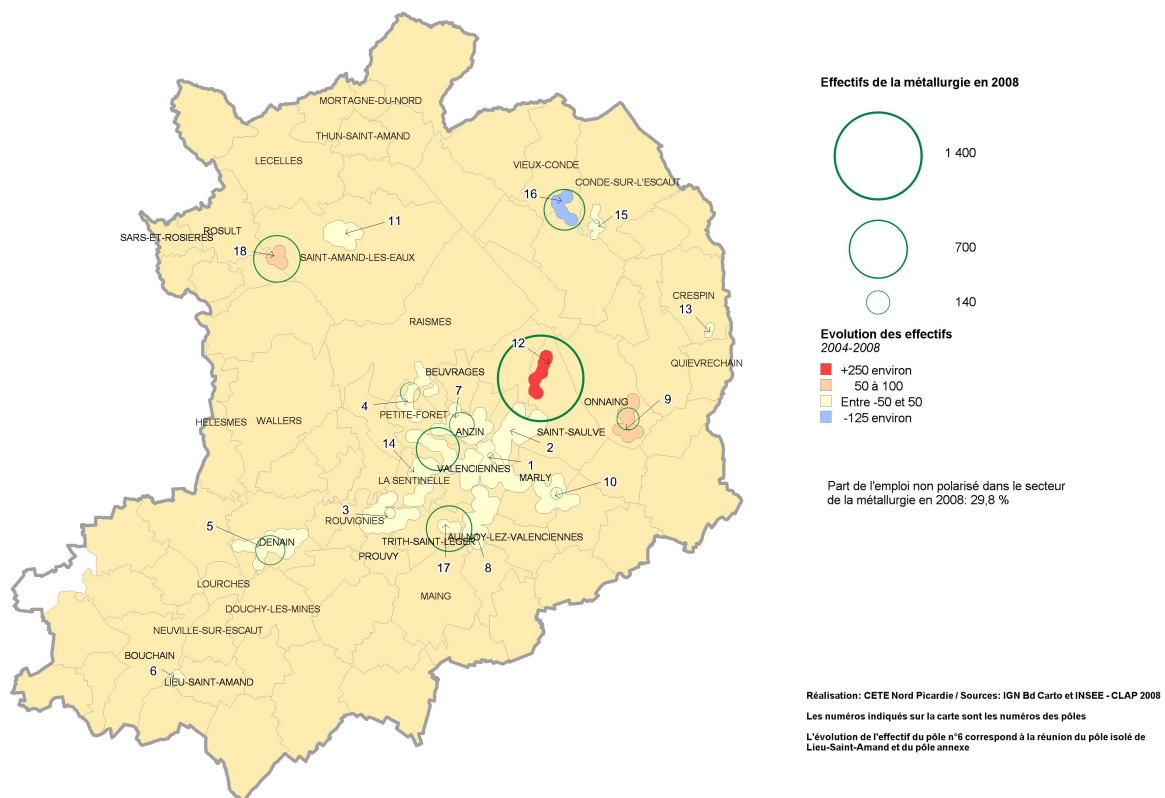 MORTAGNE-DU-NORD
THUN-SAINT-AMAND
LECELLES
VIEUX-CONDE
CONDE-SUR-L'ESCAUT
16
15
11
ROSULT
SARS-ET-ROSIERES
18
SAINT-AMAND-LES-EAUX
CRESPIN
13
RAISMES
12
QUIEVRECHAIN
BEUVRAGES
7
ONNAING
9
4
PETITE-FORET
HELESMES
WALLERS
ANZIN
SAINT-SAULVE
14
2
VALENCIENNES
1
LA SENTINELLE
MARLY
10
3
ROUVIGNIES
5
DENAIN
TRITH-SAINT-LEGER
AULNOY-LEZ-VALENCIENNES
PROUVY
17
8
LOURCHES
MAING
DOUCHY-LES-MINES
NEUVILLE-SUR-ESCAUT
BOUCHAIN
6
LIEU-SAINT-AMAND
Effectifs de la métallurgie en 2008
1 400
700
140
Evolution des effectifs
2004-2008
+250 environ
50 à 100
Entre -50 et 50
-125 environ
Part de l'emploi non polarisé dans le secteur
de la métallurgie en 2008: 29,8 %
Réalisation: CETE Nord Picardie / Sources: IGN Bd Carto et INSEE - CLAP 2008
Les numéros indiqués sur la carte sont les numéros des pôles
L'évolution de l'effectif du pôle n°6 correspond à la réunion du pôle isolé de
Lieu-Saint-Amand et du pôle annexe